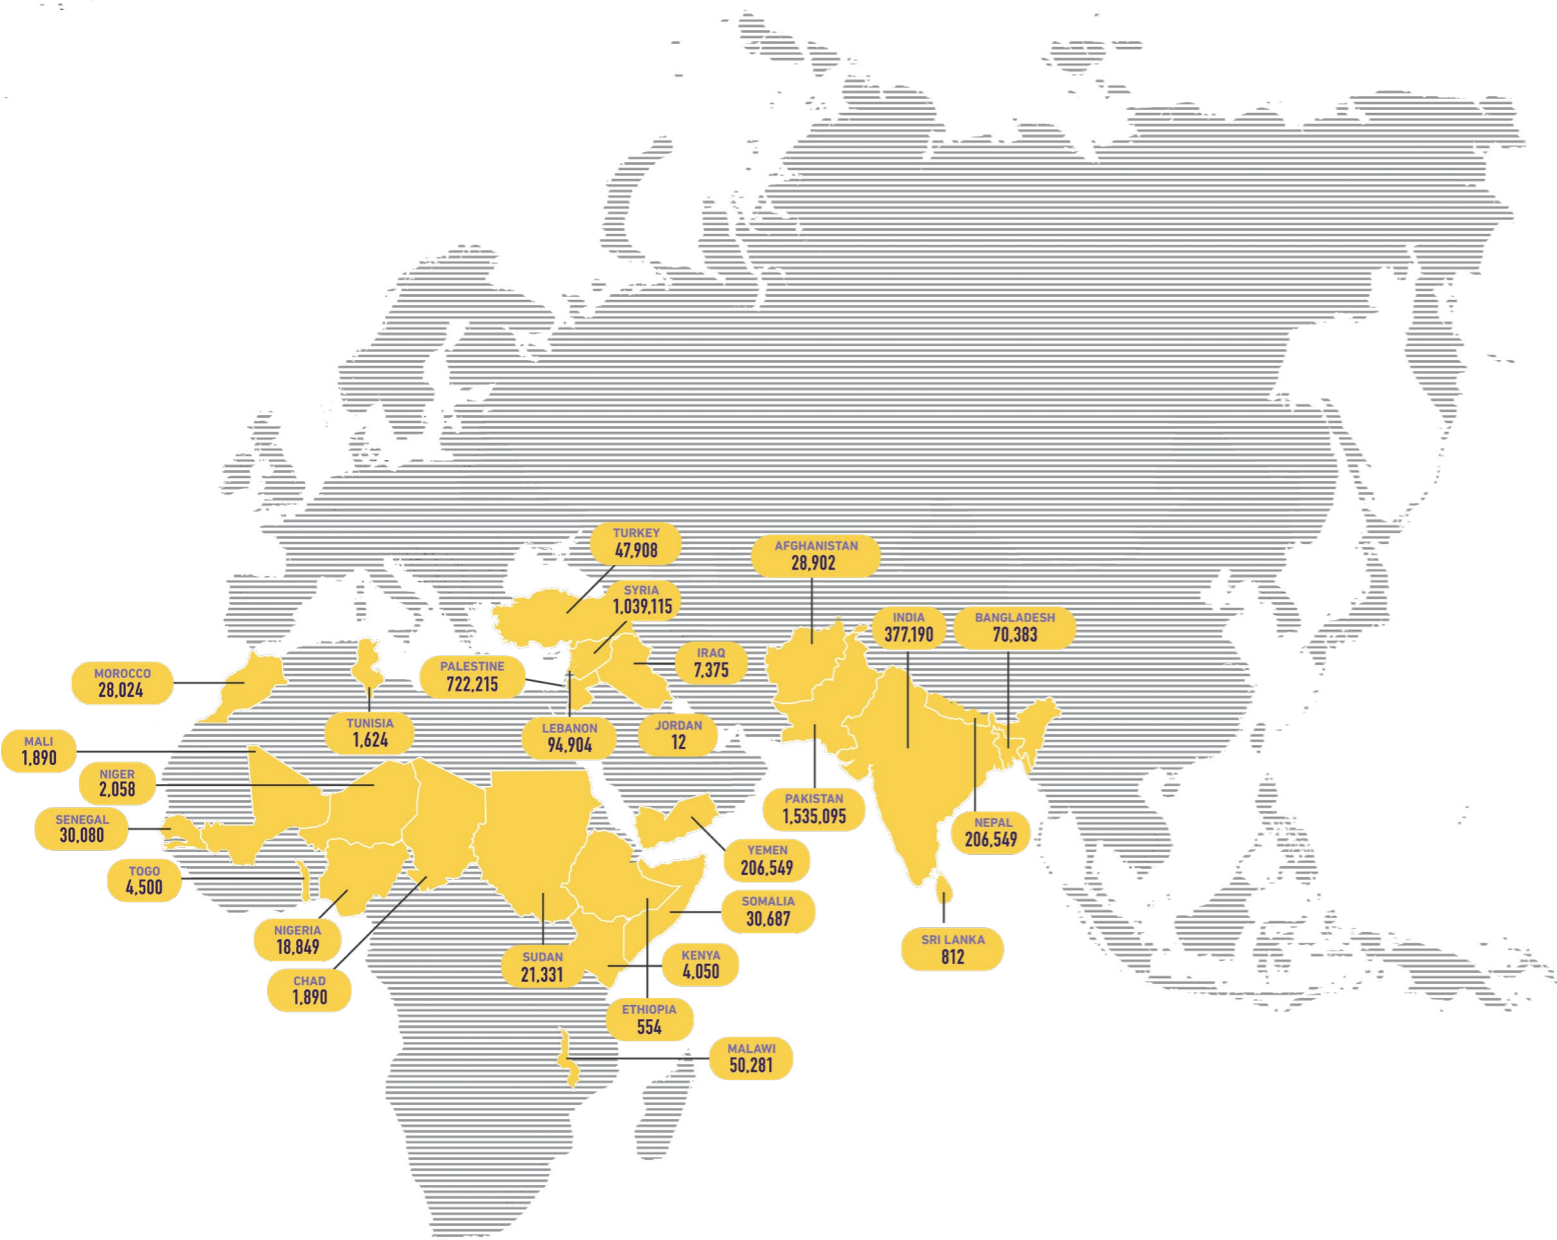 TURKEY
47,908
AFGHANISTAN
28,902
SYRIA
1,039,115
INDIA
377,190
BANGLADESH
70,383
IRAQ
7,375
PALESTINE
722,215
MOROCCO
28,024
TUNISIA
1,624
LEBANON
94,904
JORDAN
12
MALI
1,890
NIGER
2,058
SENEGAL
30,080
PAKISTAN
1,535,095
NEPAL
206,549
YEMEN
206,549
TOGO
4,500
SOMALIA
30,687
NIGERIA
18,849
SRI LANKA
812
SUDAN
21,331
KENYA
4,050
CHAD
1,890
ETHIOPIA
554
MALAWI
50,281